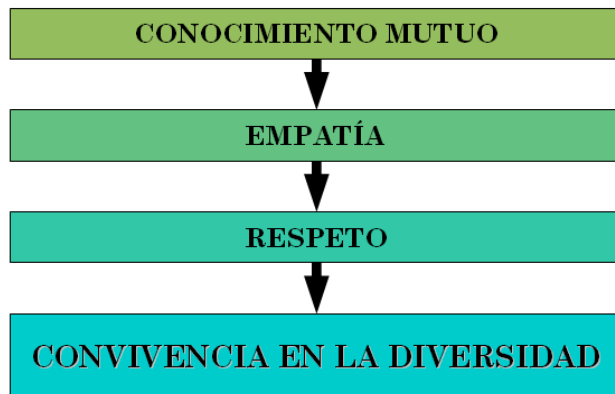 CONOCIMIENTO MUTUO
EMPATÍA
RESPETO
CONVIVENCIA EN LA DIVERSIDAD